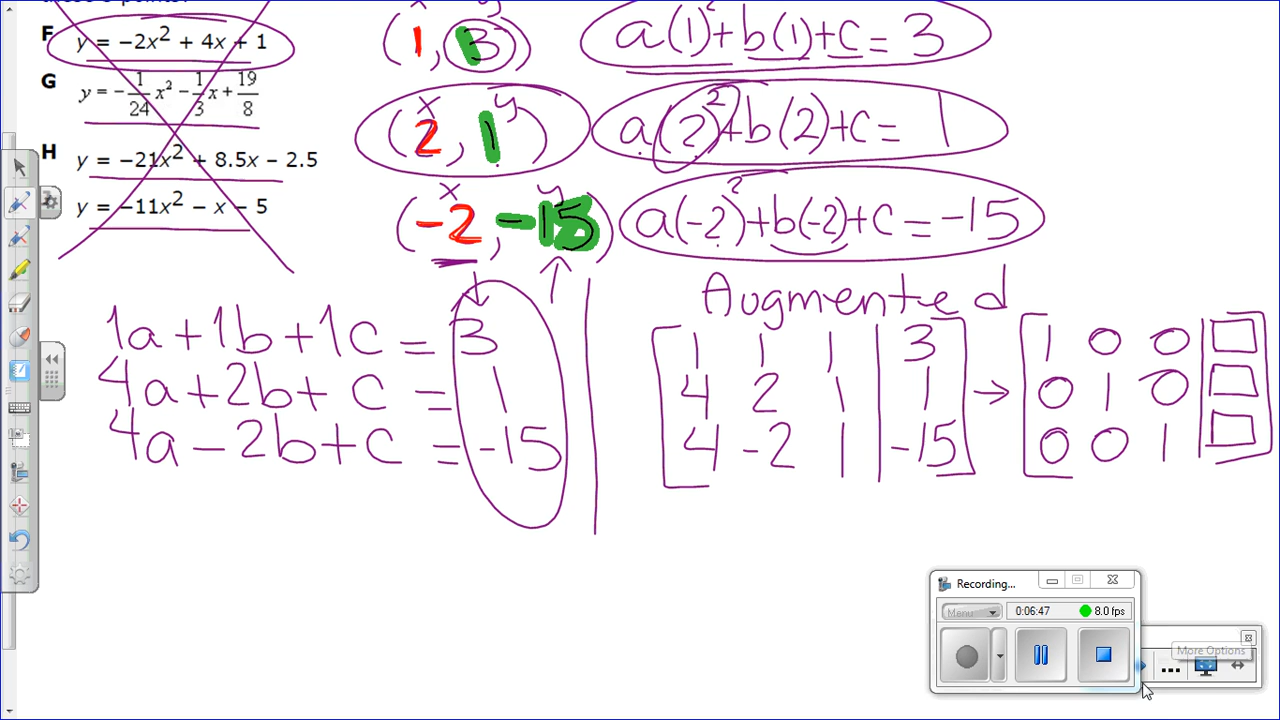 F y = −2x² + 4x + 1
G y = −1/24 x² − 1/3 x + 19/8
H y = −21x² + 8.5x − 2.5
y = −11x² − x − 5
x y
(1, 3) a(1)²+b(1)+c=3
x y
(2, 1) a(2)²+b(2)+c=1
x y
(-2, -15) a(-2)²+b(-2)+c=-15
1a+1b+1c=3
4a+2b+c=1
4a-2b+c=-15
Augmented
[1 1 1 | 3] → [1 0 0 | □]
[4 2 1 | 1] [0 1 0 | □]
[4 -2 1 | -15] [0 0 1 | □]
Recording...
Menu 0:06:47 8.0 fps
More Options